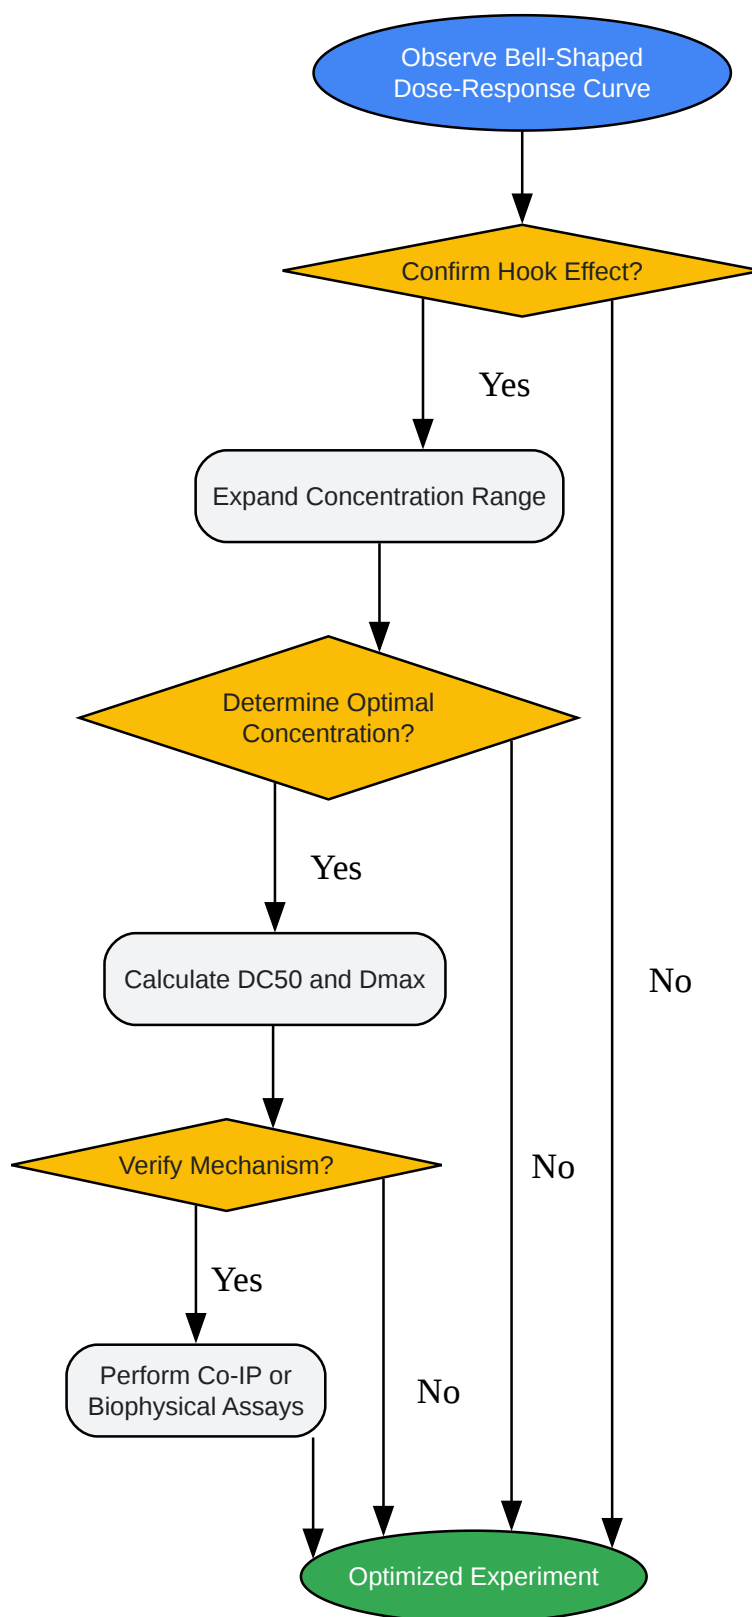 Observe Bell-Shaped
Dose-Response Curve
Confirm Hook Effect?
Yes
Expand Concentration Range
Determine Optimal
Concentration?
Yes
Calculate DC50 and Dmax
No
Verify Mechanism?
No
Yes
Perform Co-IP or
Biophysical Assays
No
Optimized Experiment